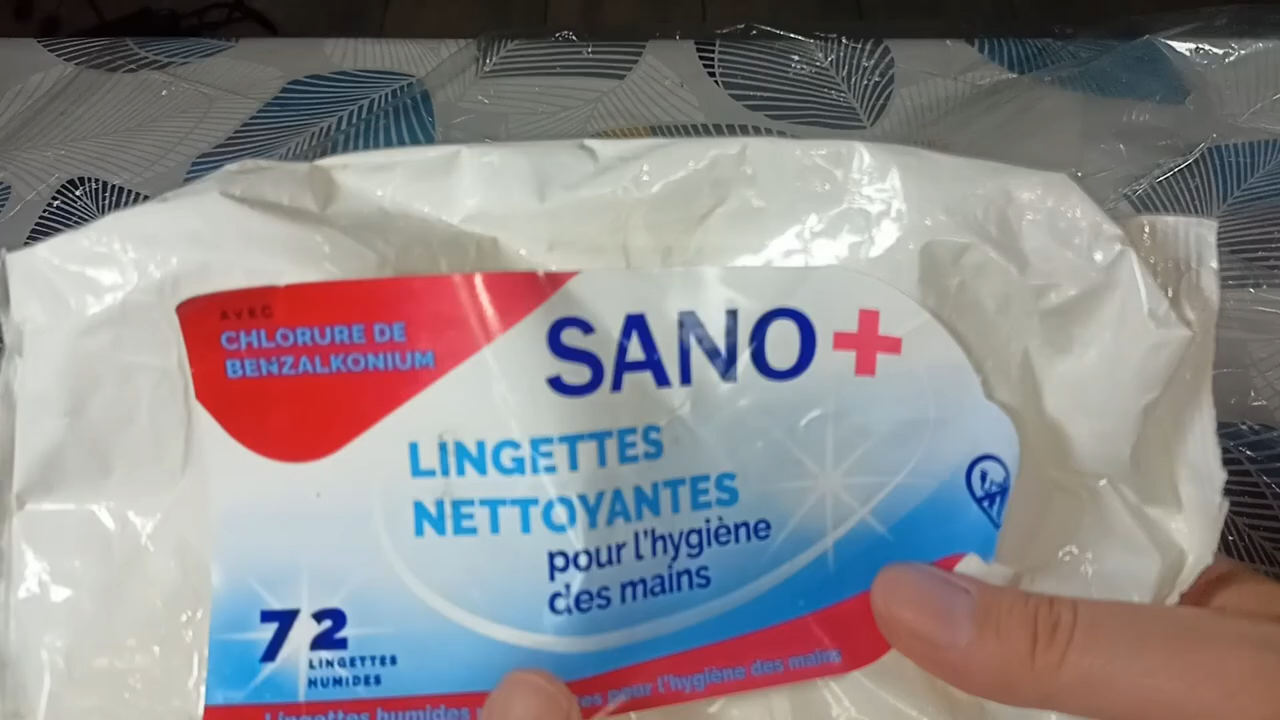 AVEC
CHLORURE DE
BENZALKONIUM
SANO+
LINGETTES
NETTOYANTES
pour l'hygiène
des mains
72
LINGETTES
HUMIDES
Lingettes humides pour l'hygiène des mains